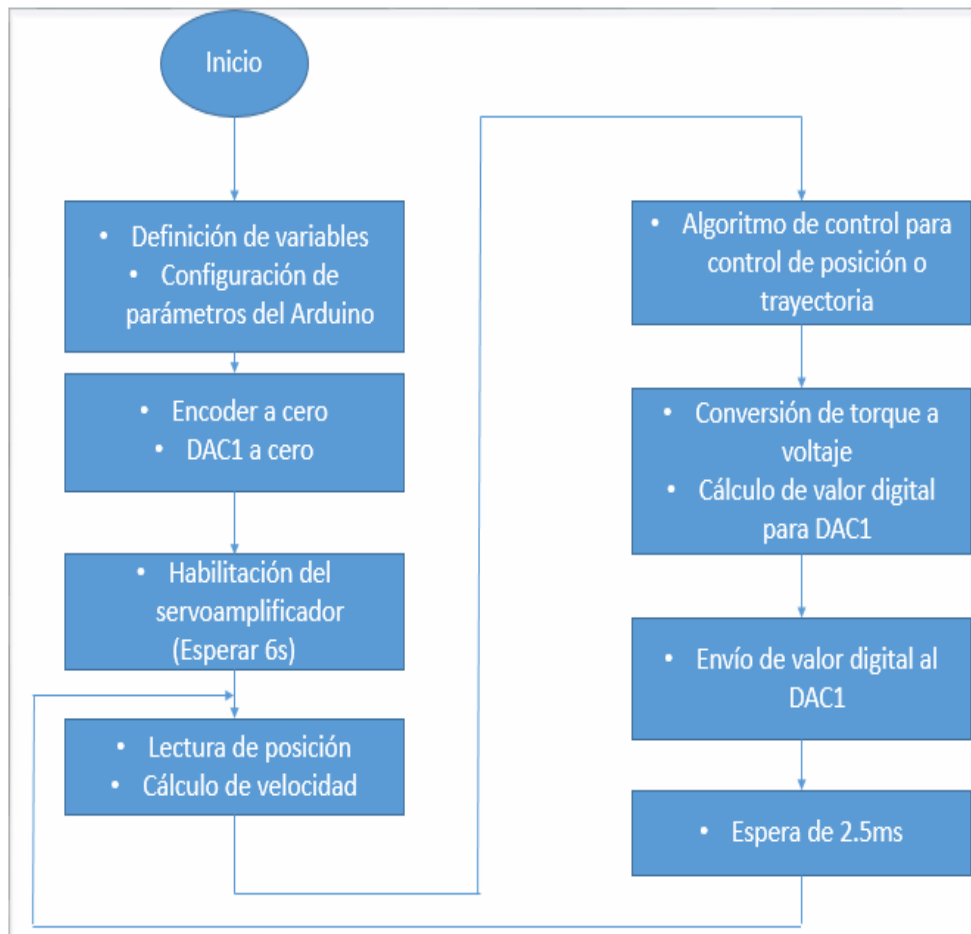 Inicio
• Definición de variables
• Configuración de
parámetros del Arduino
• Encoder a cero
• DAC1 a cero
• Habilitación del
servoamplificador
(Esperar 6s)
• Lectura de posición
• Cálculo de velocidad
• Algoritmo de control para
control de posición o
trayectoria
• Conversión de torque a
voltaje
• Cálculo de valor digital
para DAC1
• Envío de valor digital al
DAC1
• Espera de 2.5ms